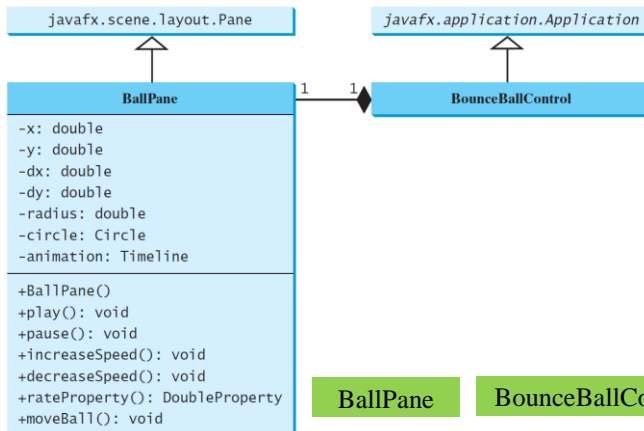 javafx.scene.layout.Pane
javafx.application.Application
BallPane
1
1
BounceBallControl
-x: double
-y: double
-dx: double
-dy: double
-radius: double
-circle: Circle
-animation: Timeline
+BallPane()
+play(): void
+pause(): void
+increaseSpeed(): void
+decreaseSpeed(): void
+rateProperty(): DoubleProperty
+moveBall(): void
BallPane
BounceBallCo